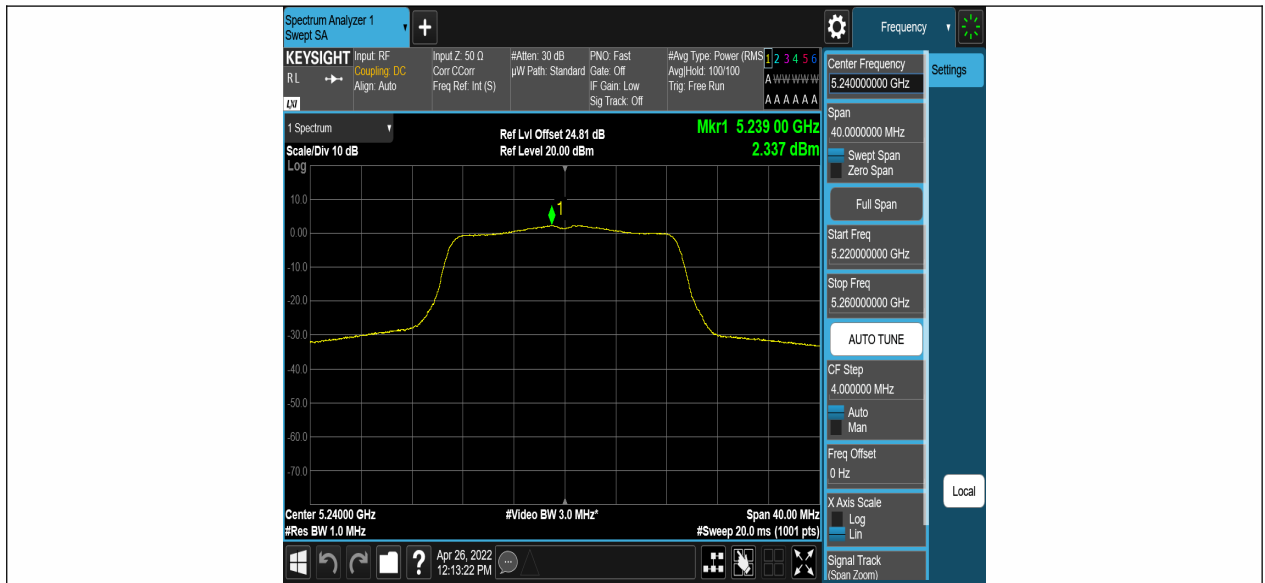 Spectrum Analyzer 1
Swept SA
+
Frequency
KEYSIGHT
RL
LXI
Input: RF
Coupling: DC
Align: Auto
Input Z: 50 Ω
Corr CCorr
Freq Ref: Int (S)
#Atten: 30 dB
µW Path: Standard
PNO: Fast
Gate: Off
IF Gain: Low
Sig Track: Off
#Avg Type: Power (RMS
Avg|Hold: 100/100
Trig: Free Run
1 2 3 4 5 6
A W W W W W
A A A A A A
1 Spectrum
Scale/Div 10 dB
Ref Lvl Offset 24.81 dB
Ref Level 20.00 dBm
Mkr1 5.239 00 GHz
2.337 dBm
Log
10.0
0.00
-10.0
-20.0
-30.0
-40.0
-50.0
-60.0
-70.0
1
Center 5.24000 GHz
#Video BW 3.0 MHz*
Span 40.00 MHz
#Res BW 1.0 MHz
#Sweep 20.0 ms (1001 pts)
?
Apr 26, 2022
12:13:22 PM
Center Frequency
5.240000000 GHz
Settings
Span
40.0000000 MHz
Swept Span
Zero Span
Full Span
Start Freq
5.220000000 GHz
Stop Freq
5.260000000 GHz
AUTO TUNE
CF Step
4.000000 MHz
Auto
Man
Freq Offset
0 Hz
Local
X Axis Scale
Log
Lin
Signal Track
(Span Zoom)